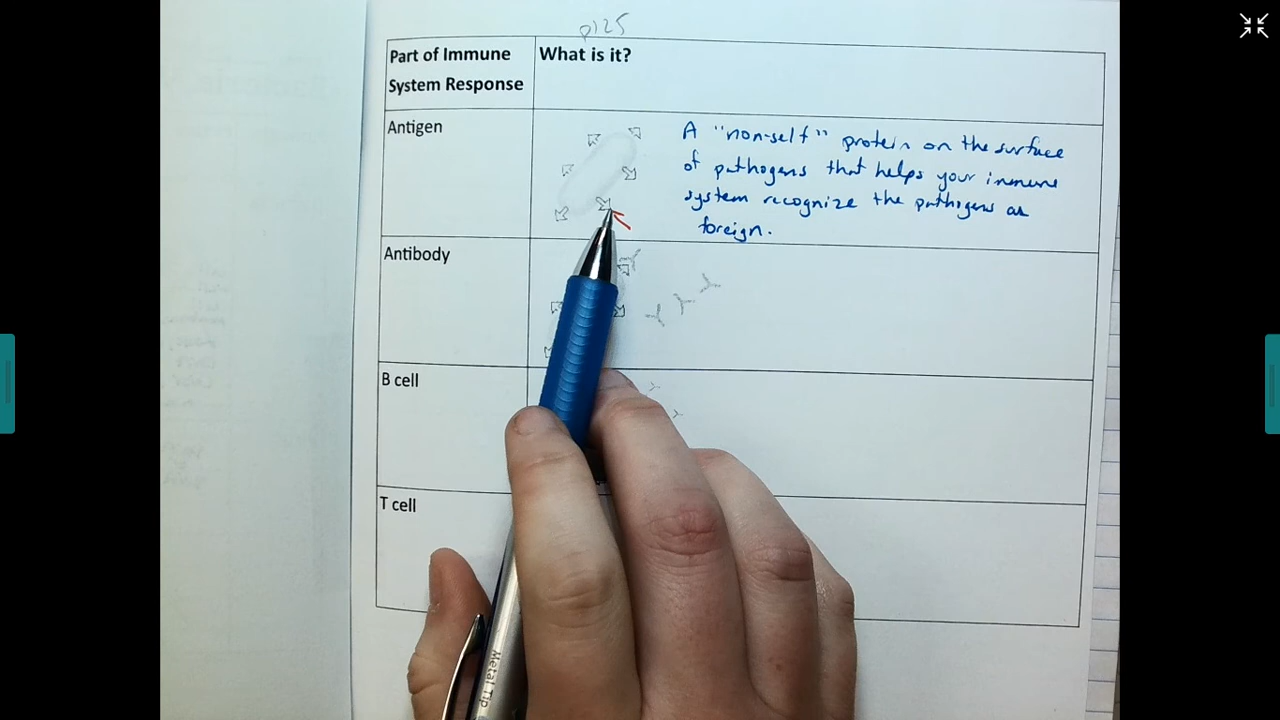 p125
Part of Immune
System Response
What is it?
Antigen
A "non-self" protein on the surface
of pathogens that helps your immune
system recognize the pathogens as
foreign.
Antibody
B cell
T cell
Metal Tip